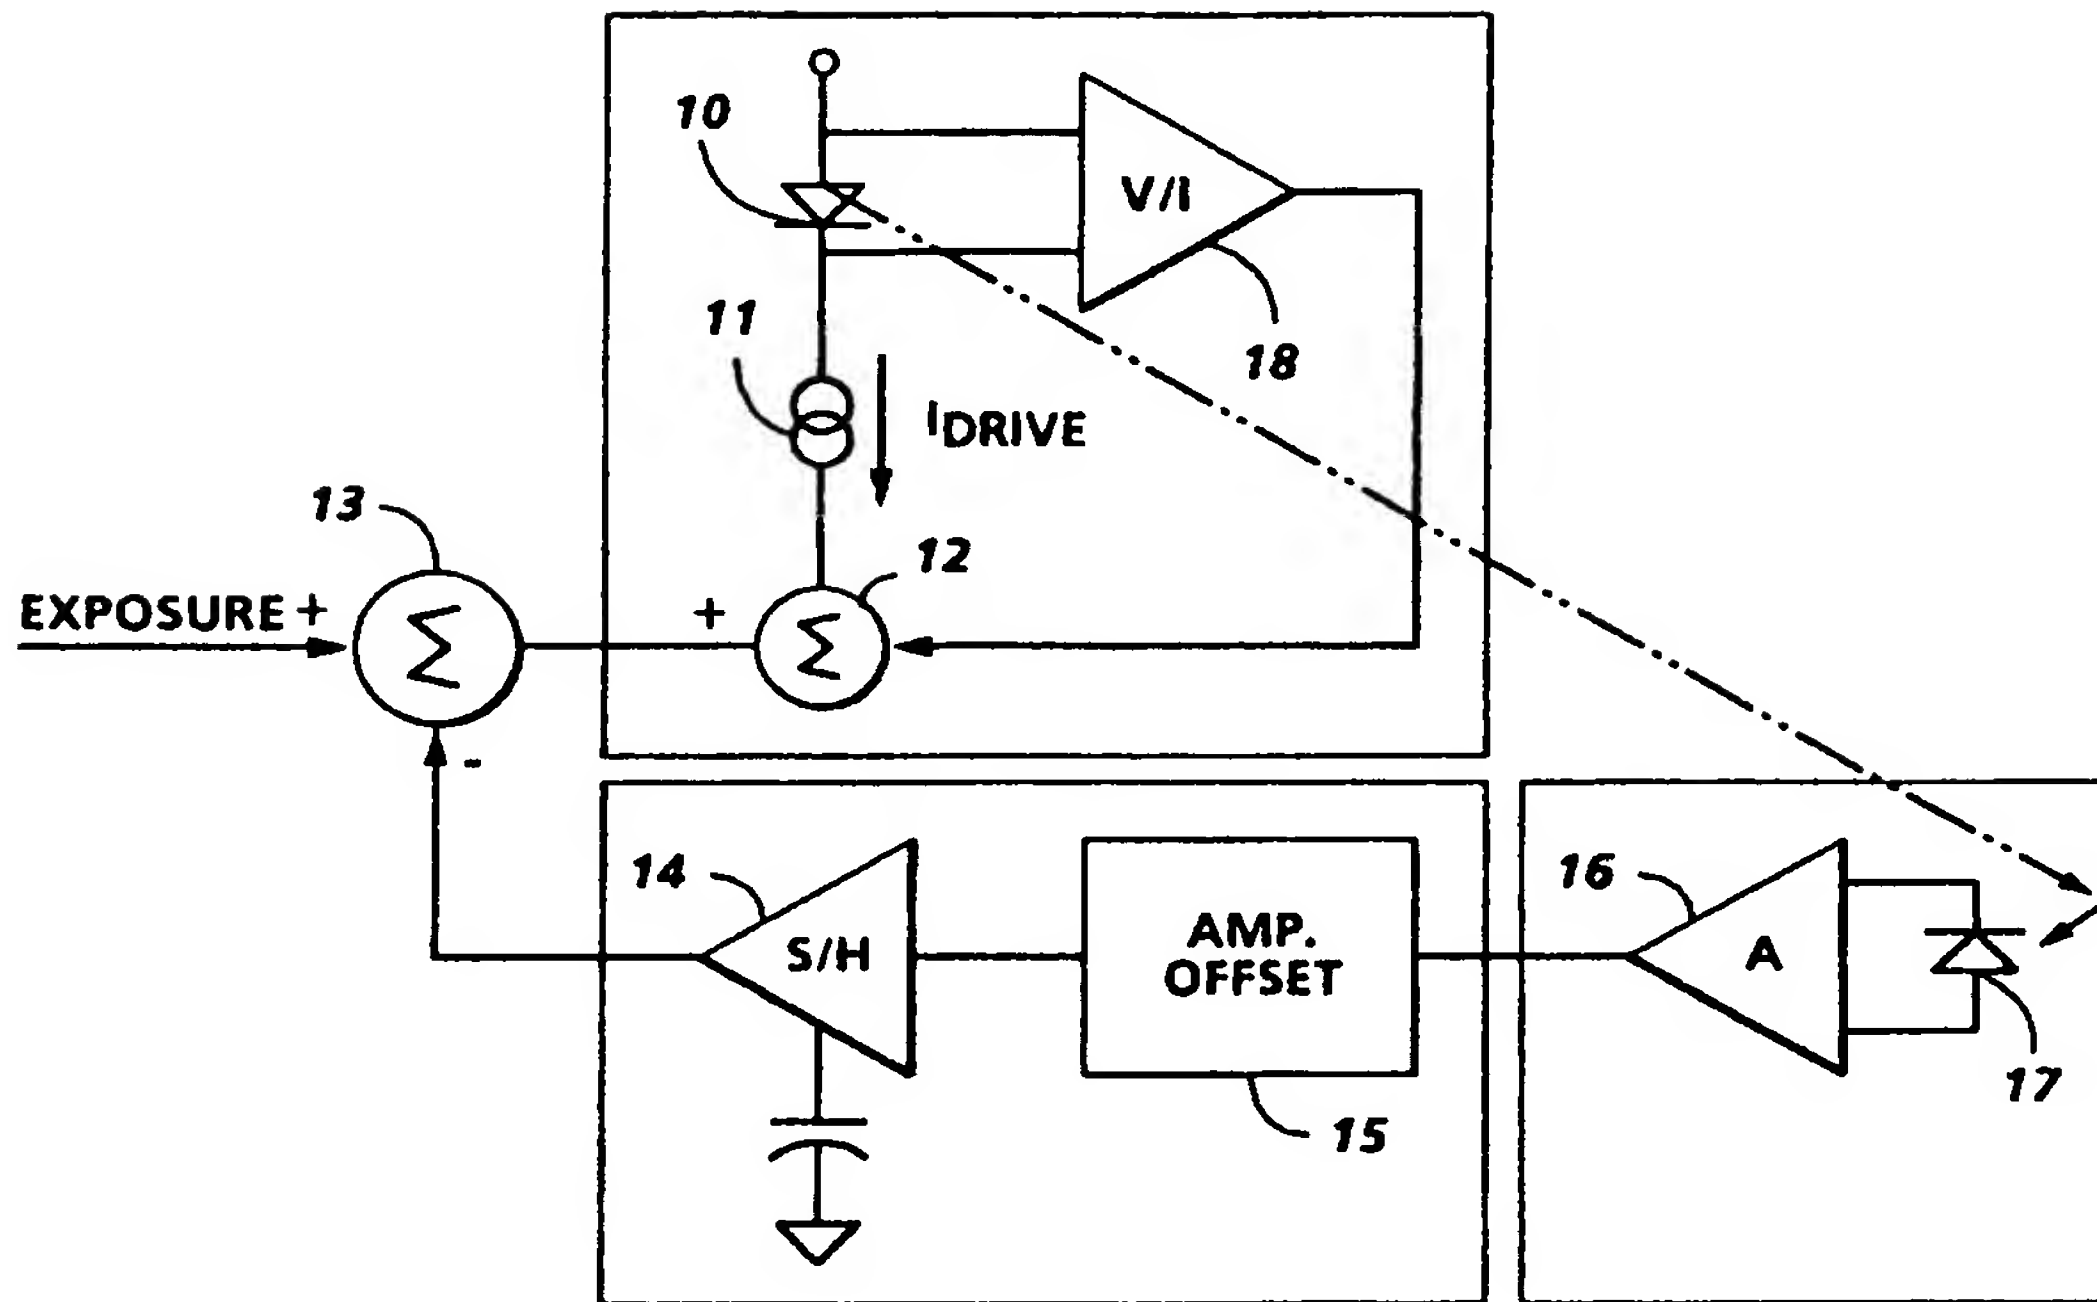 10
V/I
11
18
IDRIVE
13
12
EXPOSURE +
Σ
+
Σ
-
14
S/H
AMP.
OFFSET
16
A
15
17